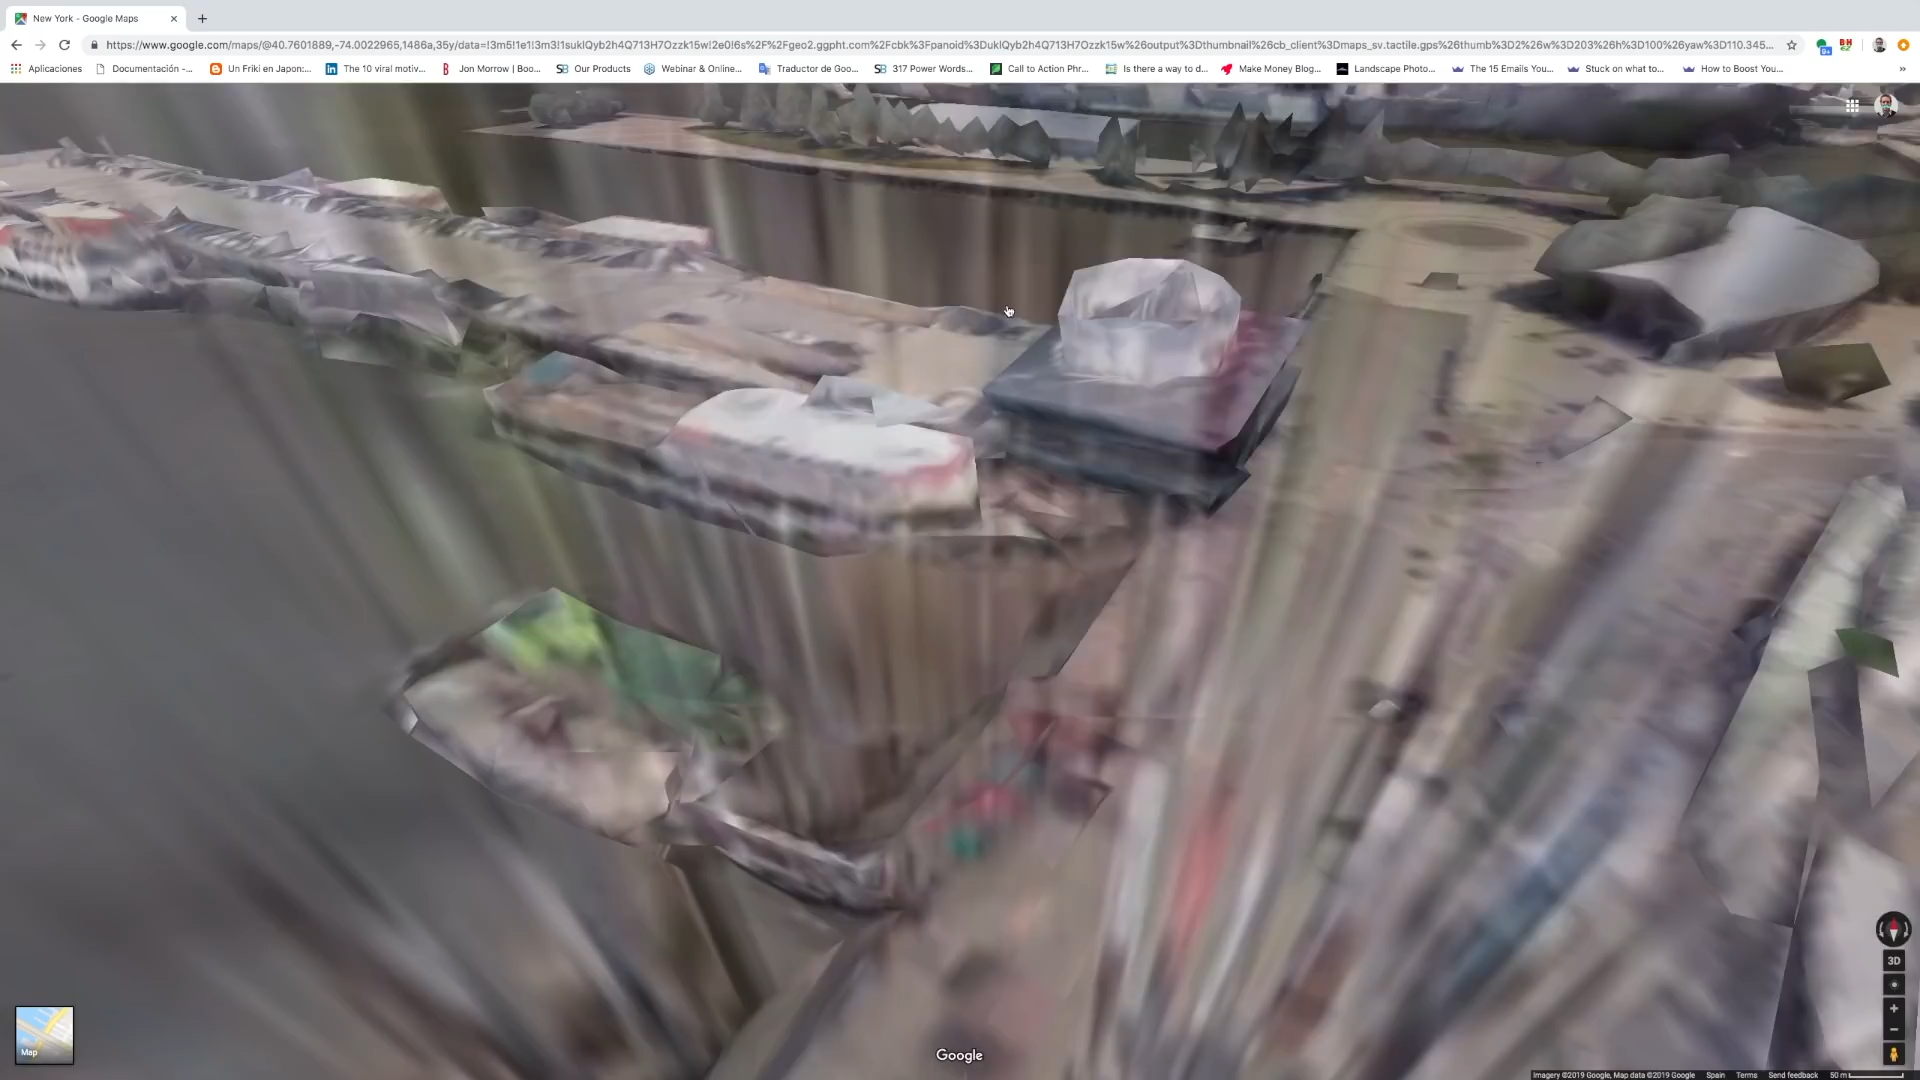 New York - Google Maps
https://www.google.com/maps/@40.7601889,-74.0022965,1486a,35y/data=!3m5!1e1!3m3!1suklQyb2h4Q713H7Ozzk15w!2e0!6s%2F%2Fgeo2.ggpht.com%2Fcbk%3Fpanoid%3DuklQyb2h4Q713H7Ozzk15w%26output%3Dthumbnail%26cb_client%3Dmaps_sv.tactile.gps%26thumb%3D2%26w%3D203%26h%3D100%26yaw%3D110.345...
Aplicaciones Documentación -... Un Friki en Japon:... The 10 viral motiv... Jon Morrow | Boo... Our Products Webinar & Online... Traductor de Goo... 317 Power Words... Call to Action Phr... Is there a way to d... Make Money Blog... Landscape Photo... The 15 Emails You... Stuck on what to... How to Boost You... »
3D
Map
Google
Imagery ©2019 Google, Map data ©2019 Google Spain Terms Send feedback 50 m